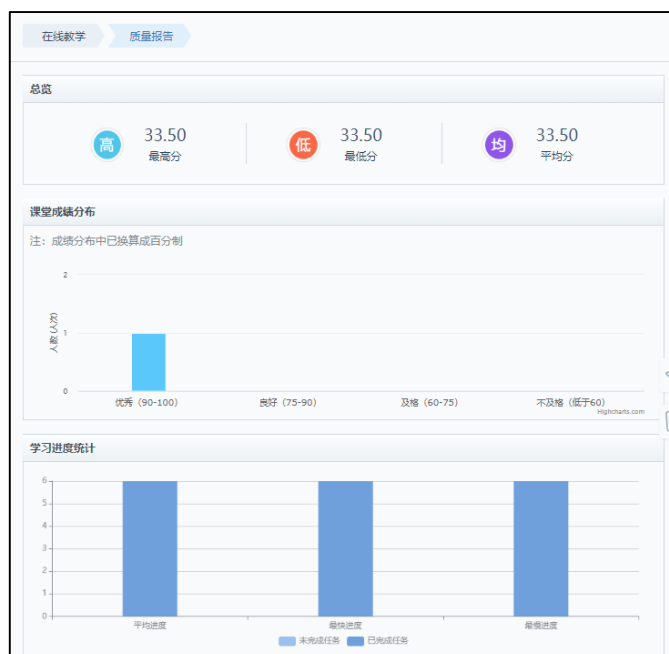 在线教学 质量报告
总览
高 33.50 低 33.50 均 33.50
最高分 最低分 平均分
课堂成绩分布
注：成绩分布中已换算成百分制
2
1
0
人数 (人次)
优秀（90-100） 良好（75-90） 及格（60-75） 不及格（低于60）
Highcharts.com
学习进度统计
6
5
4
3
2
1
0
平均进度 最快进度 最慢进度
未完成任务 已完成任务